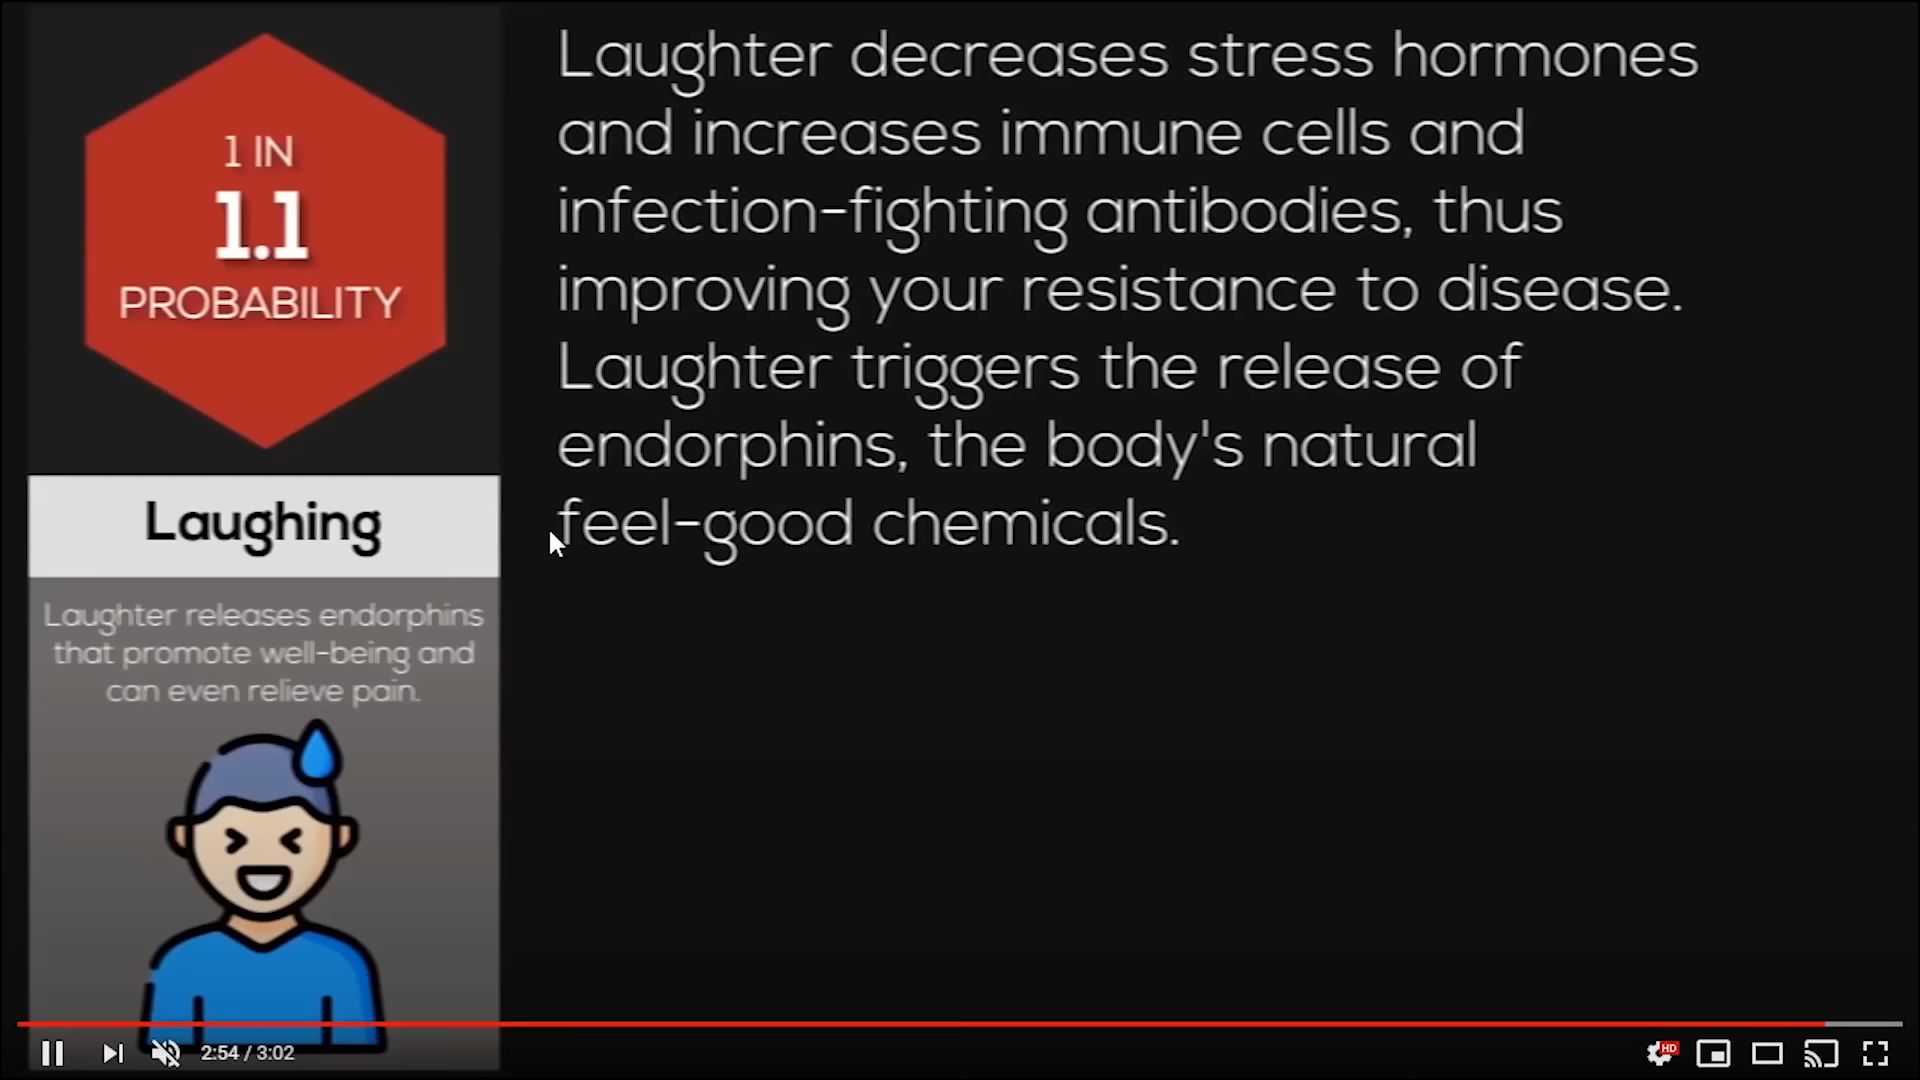 1 IN
1.1
PROBABILITY
Laughing
Laughter releases endorphins
that promote well-being and
can even relieve pain.
Laughter decreases stress hormones
and increases immune cells and
infection-fighting antibodies, thus
improving your resistance to disease.
Laughter triggers the release of
endorphins, the body's natural
feel-good chemicals.
2:54 / 3:02
HD